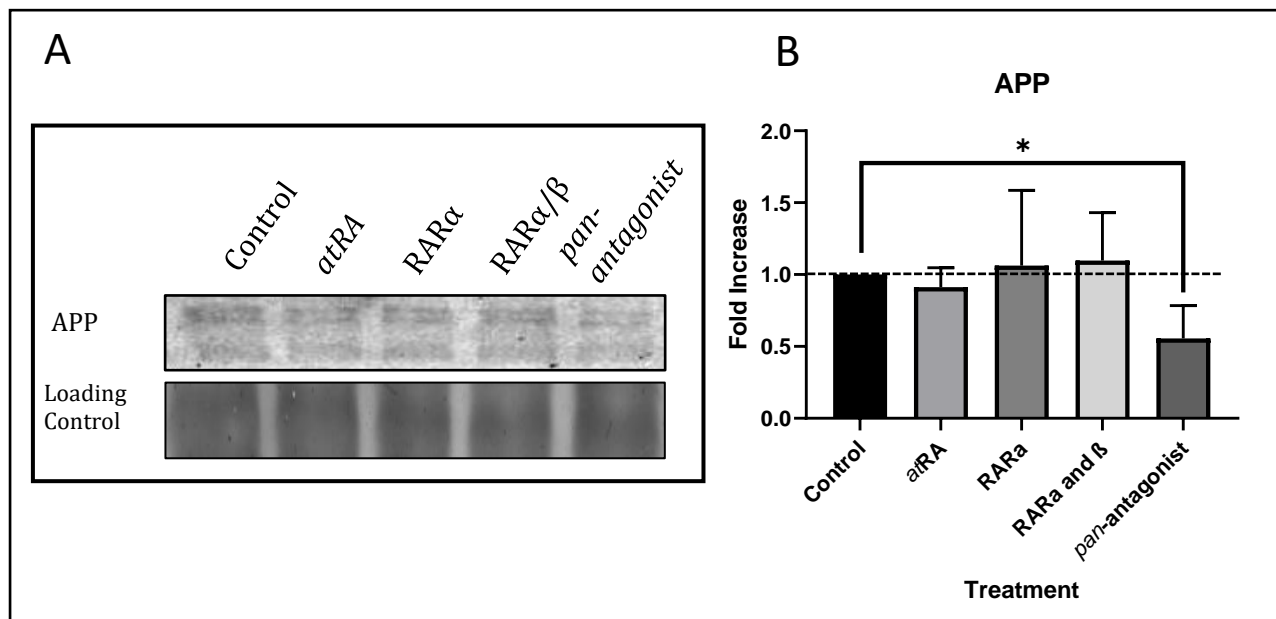 A
Control
atRA
RARα
RARα/β
pan-
antagonist
APP
Loading
Control
B
APP
*
Fold Increase
2.0
1.5
1.0
0.5
0.0
Control
atRA
RARa
RARa and ß
pan-antagonist
Treatment